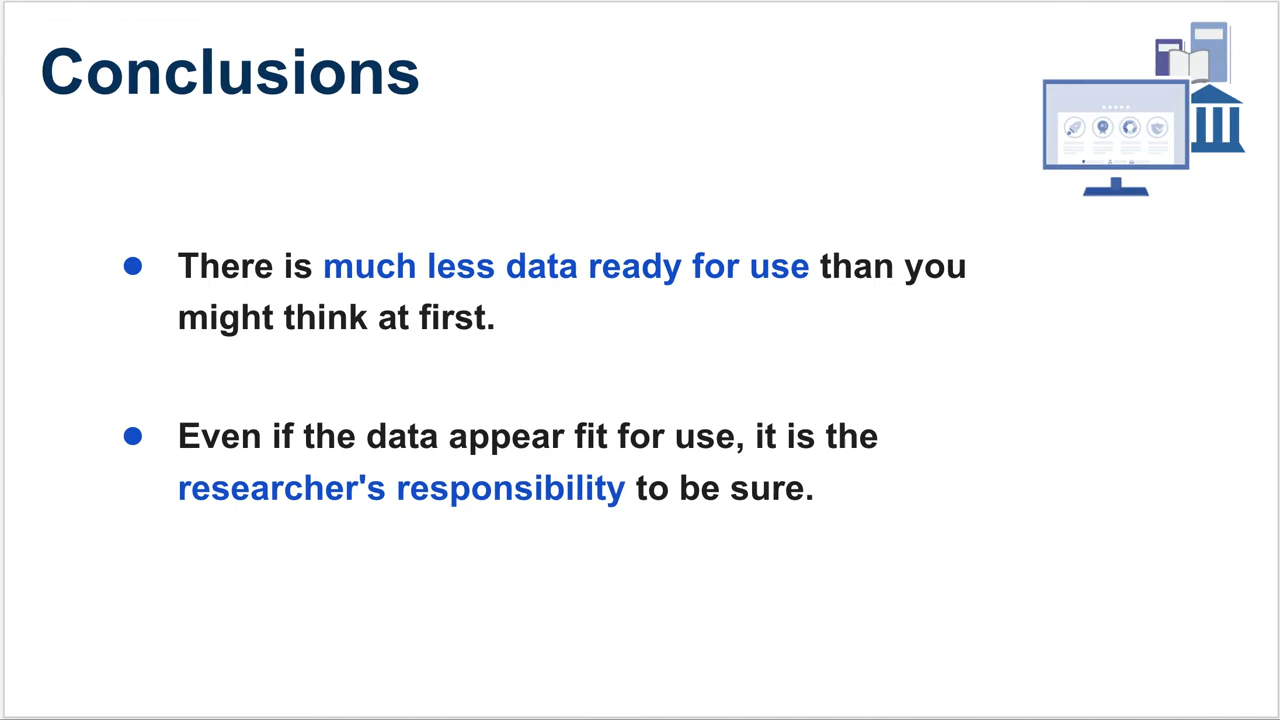 Conclusions
There is much less data ready for use than you
might think at first.
Even if the data appear fit for use, it is the
researcher's responsibility to be sure.